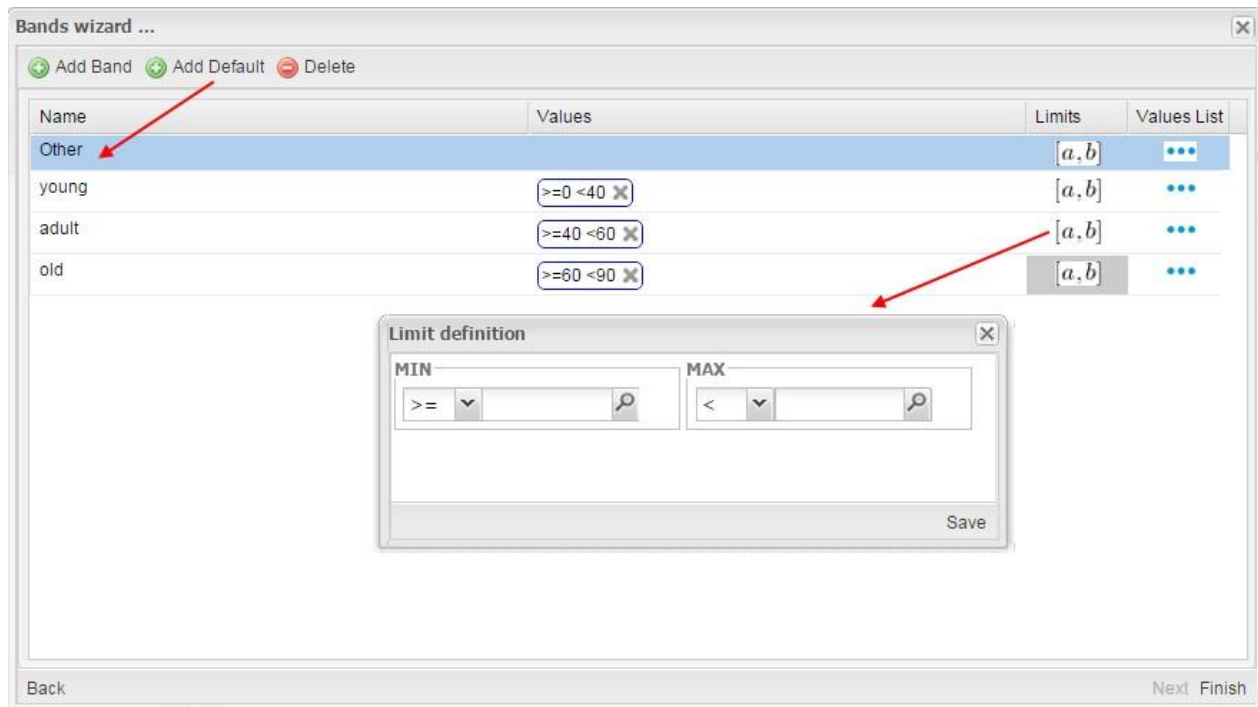 Bands wizard ...
Add Band Add Default Delete
Name Values Limits Values List
Other [a,b]
young >=0 <40 [a,b]
adult >=40 <60 [a,b]
old >=60 <90 [a,b]
Limit definition
MIN MAX
>= <
Save
Back Next Finish